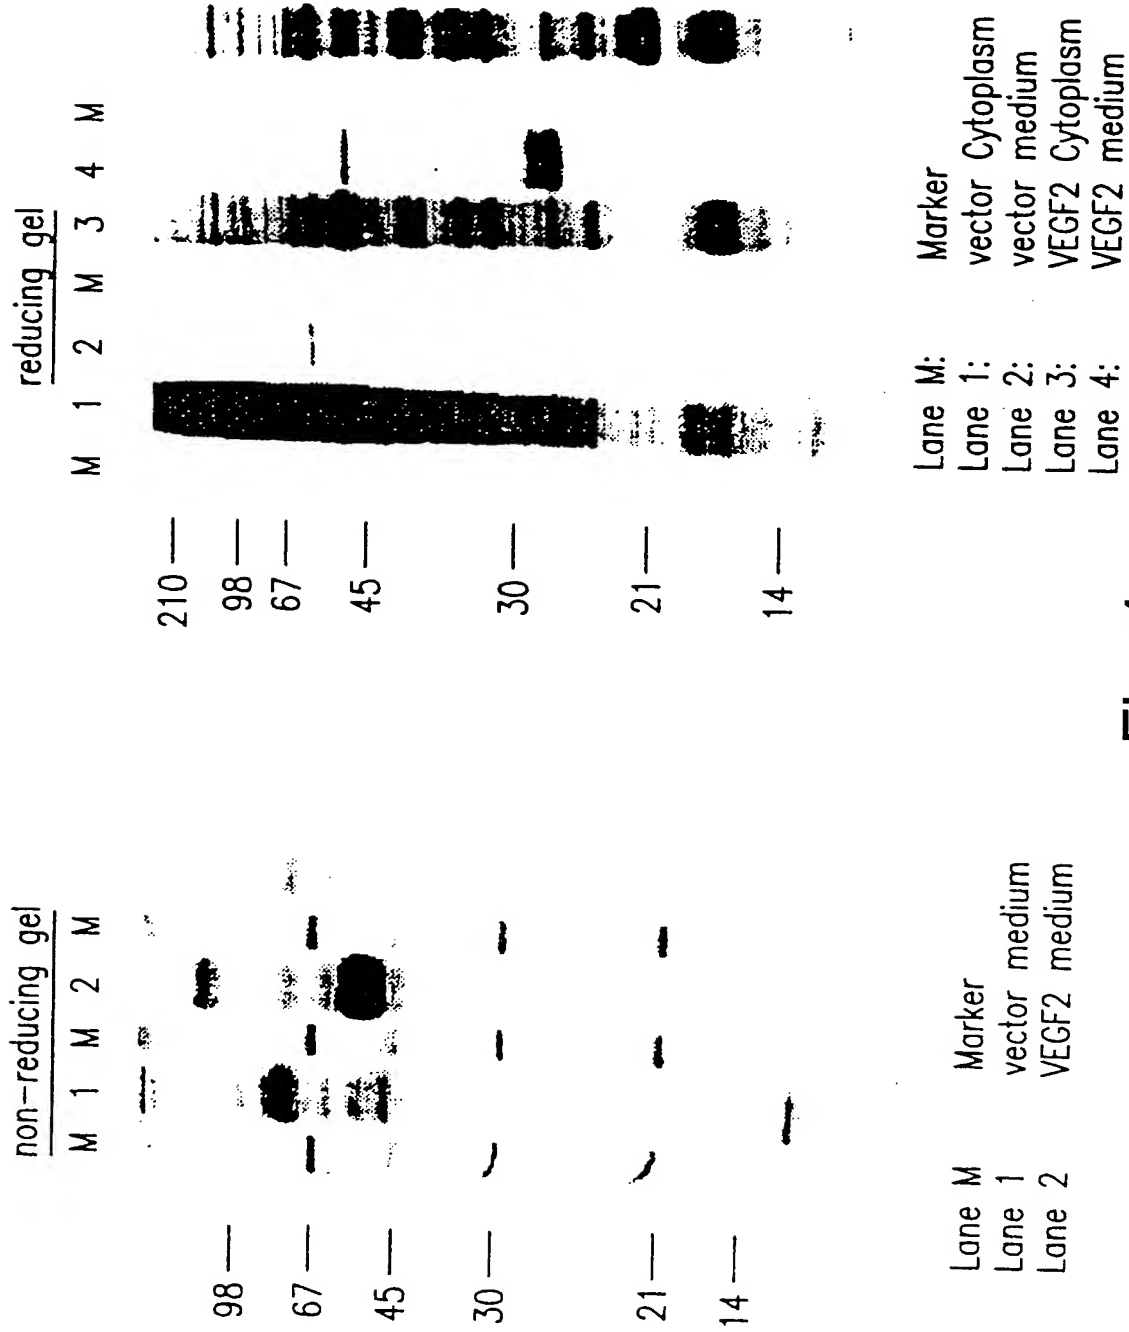 non-reducing gel
M 1 M 2 M
98
67
45
30
21
14
Lane M Marker
Lane 1 vector medium
Lane 2 VEGF2 medium
reducing gel
M 1 2 M 3 4 M
210
98
67
45
30
21
14
Lane M: Marker
Lane 1: vector Cytoplasm
Lane 2: vector medium
Lane 3: VEGF2 Cytoplasm
Lane 4: VEGF2 medium